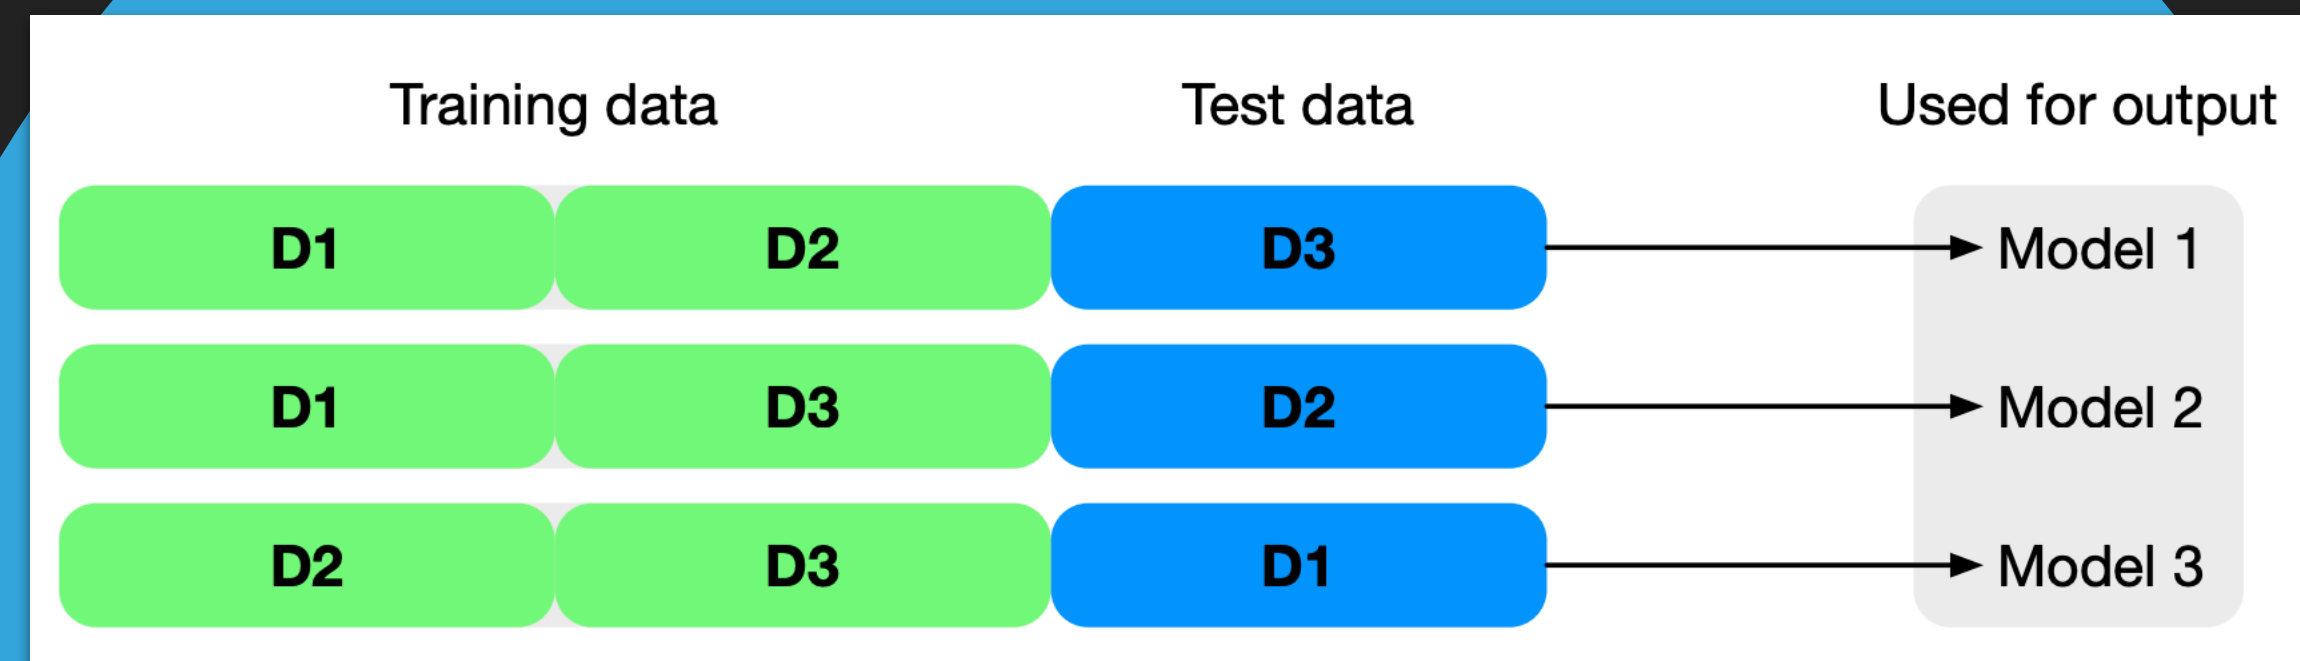 Training data Test data Used for output
D1 D2 D3 Model 1
D1 D3 D2 Model 2
D2 D3 D1 Model 3